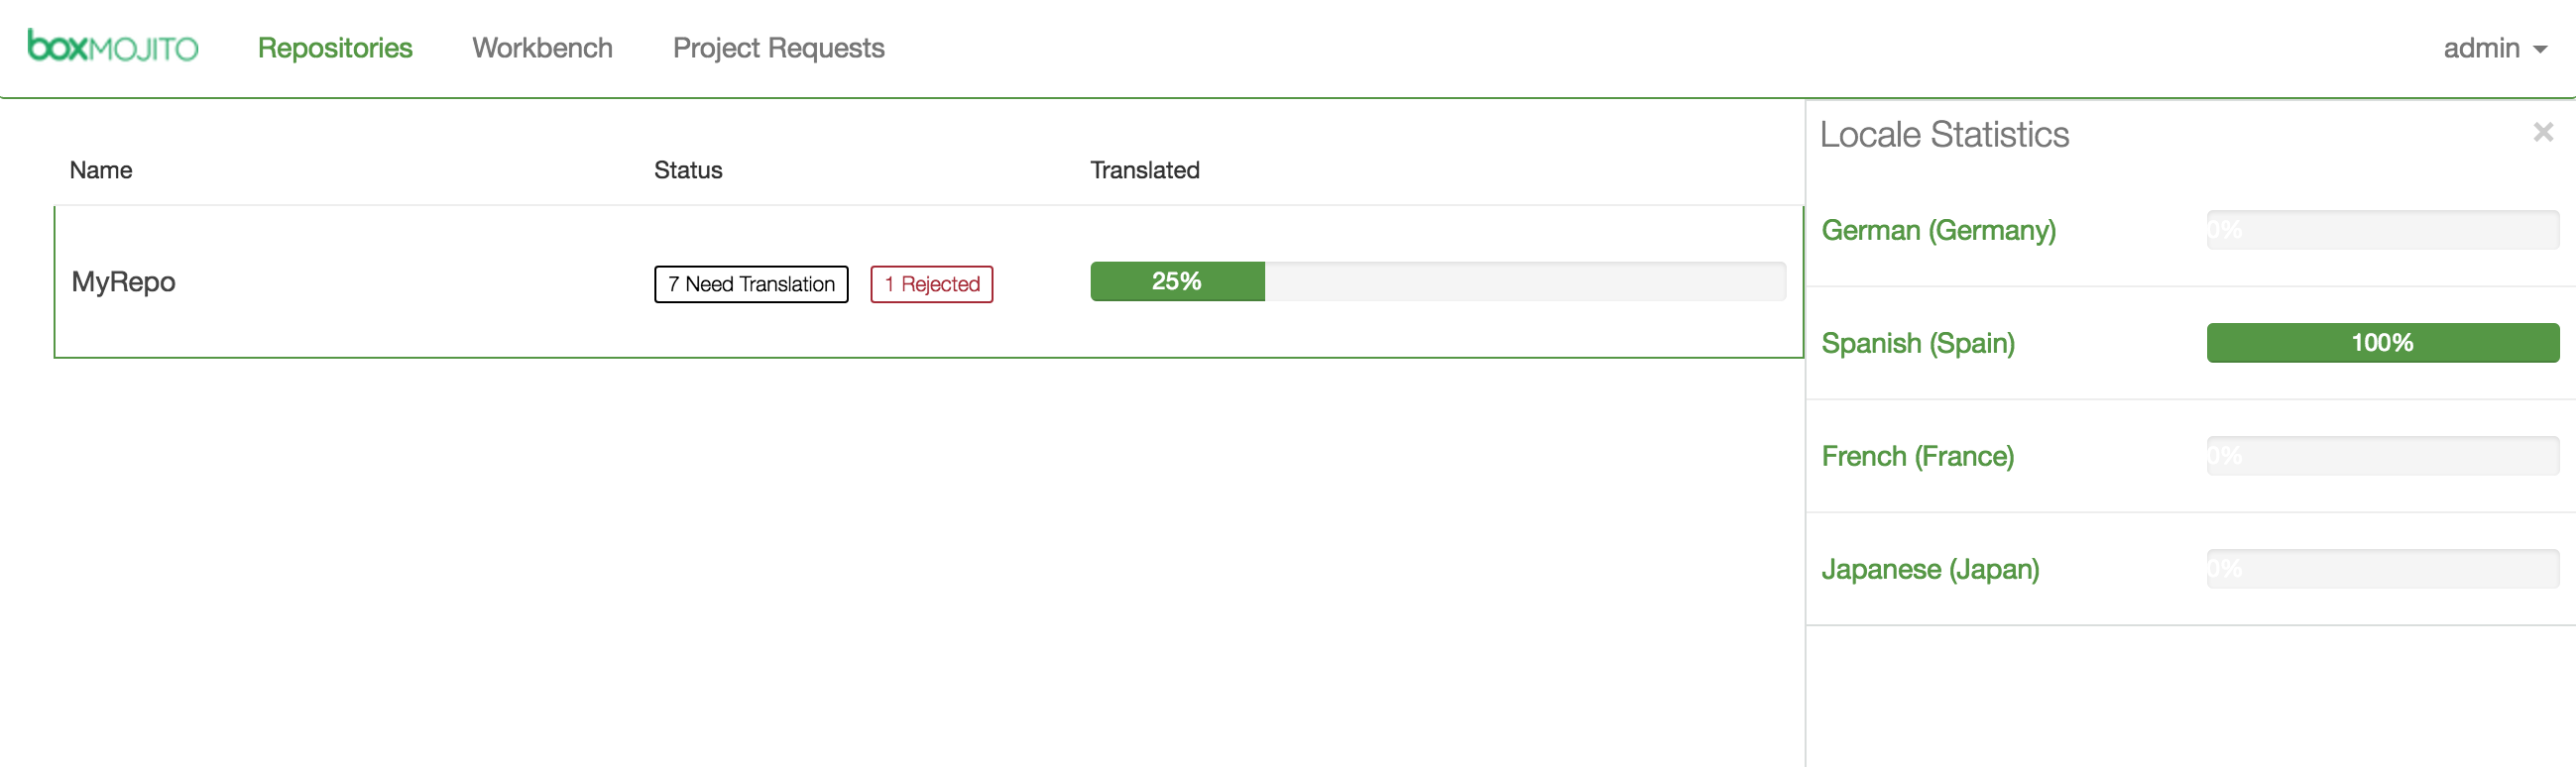 boxMOJITO Repositories Workbench Project Requests admin
Locale Statistics ×
Name Status Translated
MyRepo 7 Need Translation 1 Rejected 25%
German (Germany) 0%
Spanish (Spain) 100%
French (France) 0%
Japanese (Japan) 0%